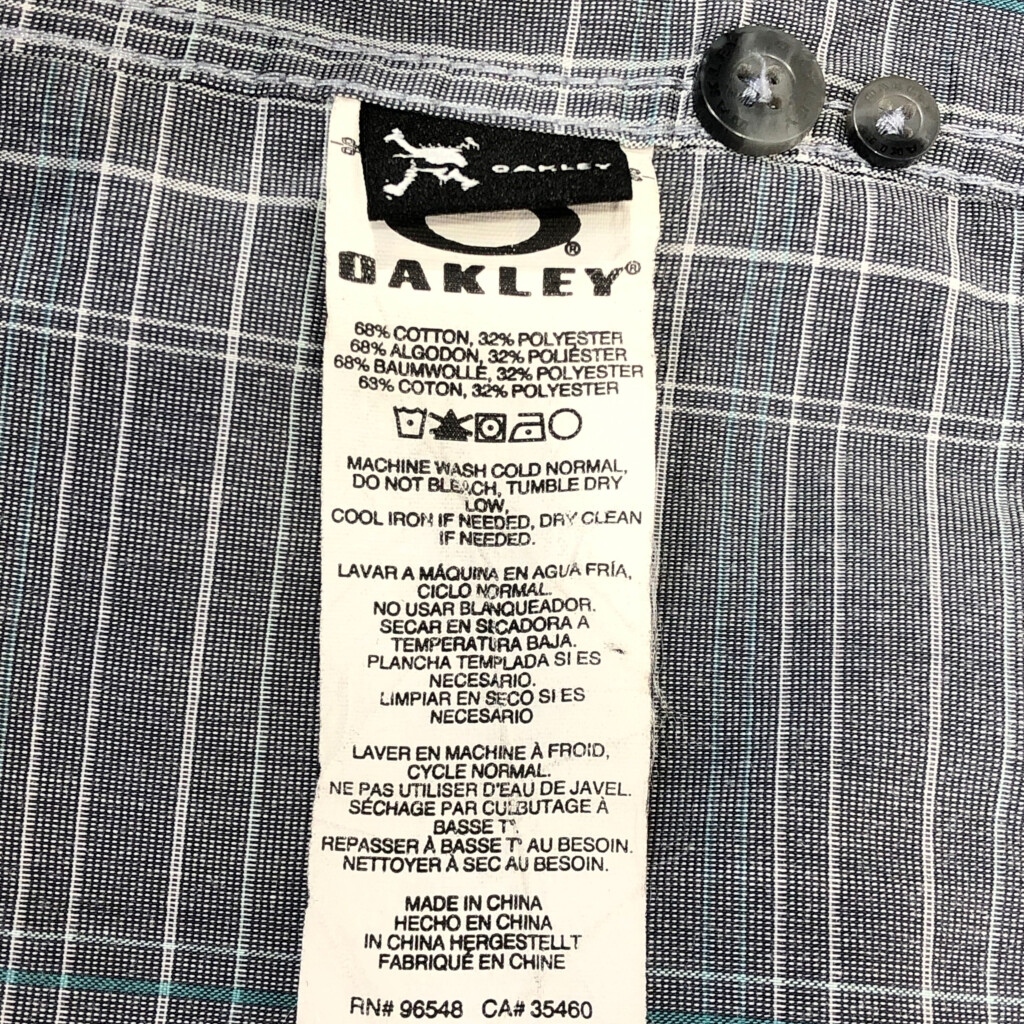 OAKLEY
®
OAKLEY®
68% COTTON, 32% POLYESTER
68% ALGODON, 32% POLIÉSTER
68% BAUMWOLLE, 32% POLYESTER
63% COTON, 32% POLYESTER
MACHINE WASH COLD NORMAL,
DO NOT BLEACH, TUMBLE DRY
LOW,
COOL IRON IF NEEDED, DRY CLEAN
IF NEEDED.
LAVAR A MÁQUINA EN AGUA FRÍA,
CICLO NORMAL.
NO USAR BLANQUEADOR.
SECAR EN SECADORA A
TEMPERATURA BAJA.
PLANCHA TEMPLADA SI ES
NECESARIO.
LIMPIAR EN SECO SI ES
NECESARIO
LAVER EN MACHINE À FROID,
CYCLE NORMAL.
NE PAS UTILISER D'EAU DE JAVEL.
SÉCHAGE PAR CULBUTAGE À
BASSE T°.
REPASSER À BASSE T° AU BESOIN.
NETTOYER À SEC AU BESOIN.
MADE IN CHINA
HECHO EN CHINA
IN CHINA HERGESTELLT
FABRIQUÉ EN CHINE
RN# 96548 CA# 35460